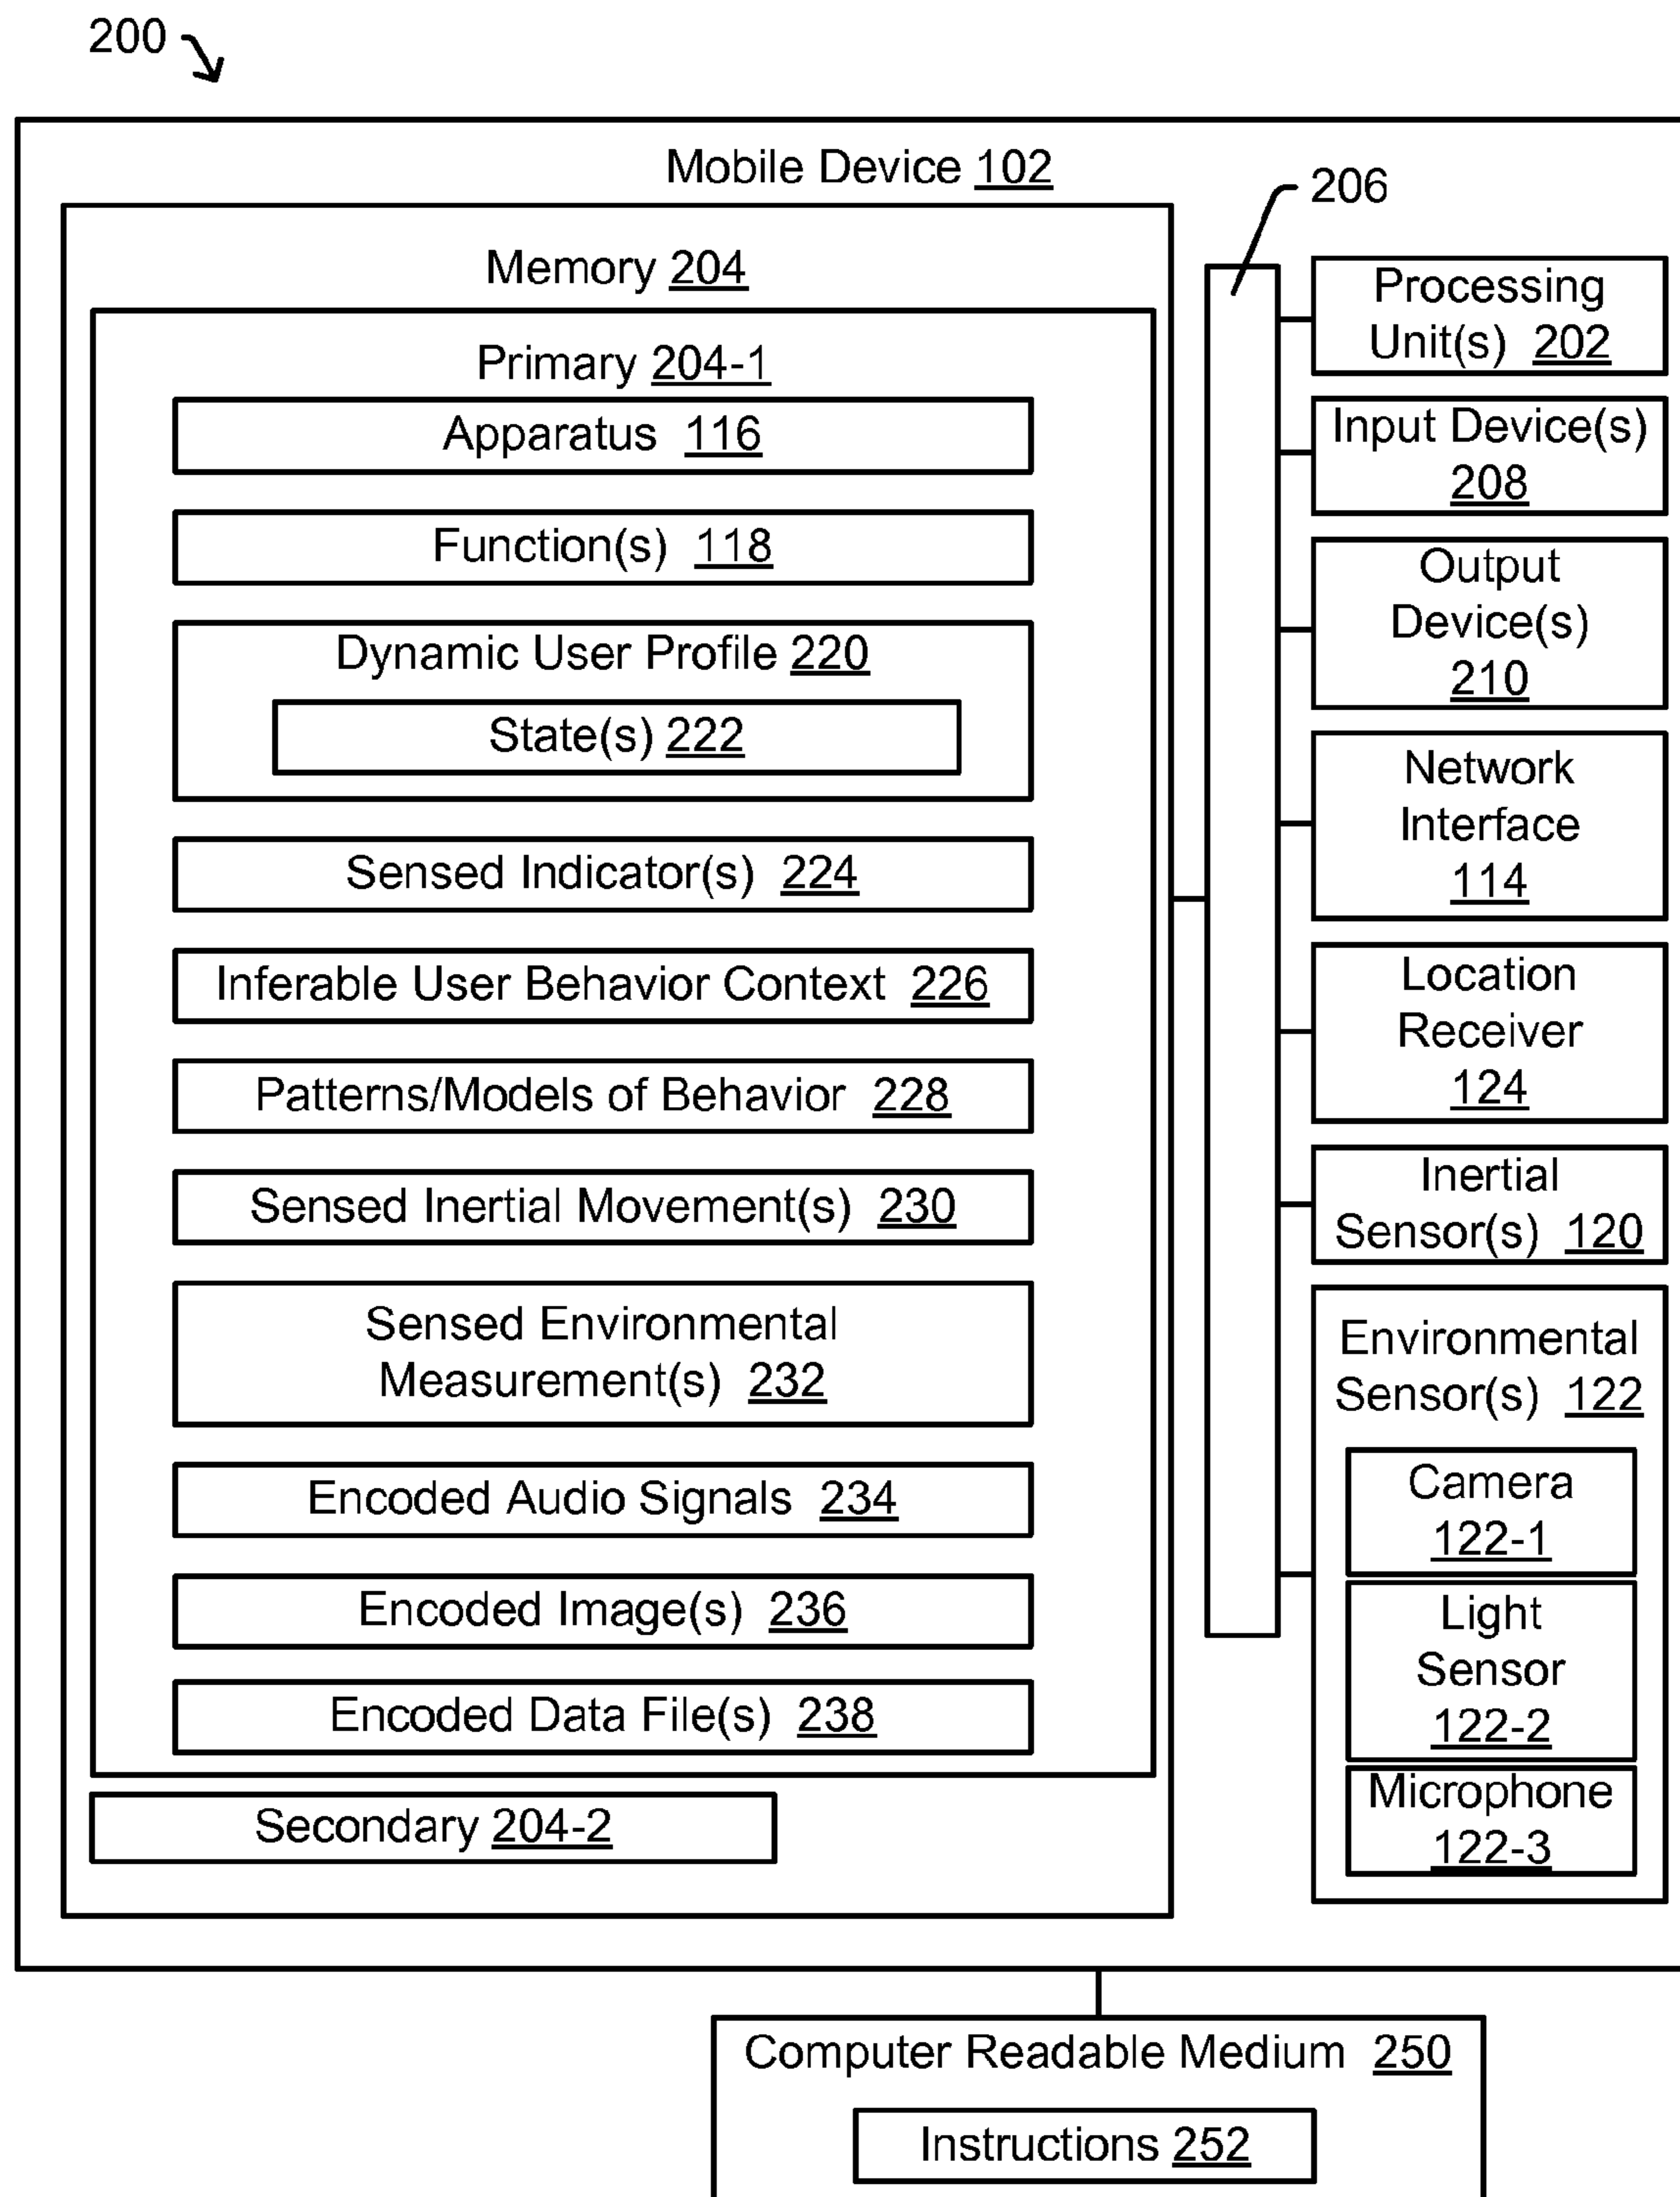 200
Mobile Device 102
206
Memory 204
Primary 204-1
Apparatus 116
Function(s) 118
Dynamic User Profile 220
State(s) 222
Sensed Indicator(s) 224
Inferable User Behavior Context 226
Patterns/Models of Behavior 228
Sensed Inertial Movement(s) 230
Sensed Environmental
Measurement(s) 232
Encoded Audio Signals 234
Encoded Image(s) 236
Encoded Data File(s) 238
Secondary 204-2
Processing
Unit(s) 202
Input Device(s)
208
Output
Device(s)
210
Network
Interface
114
Location
Receiver
124
Inertial
Sensor(s) 120
Environmental
Sensor(s) 122
Camera
122-1
Light
Sensor
122-2
Microphone
122-3
Computer Readable Medium 250
Instructions 252